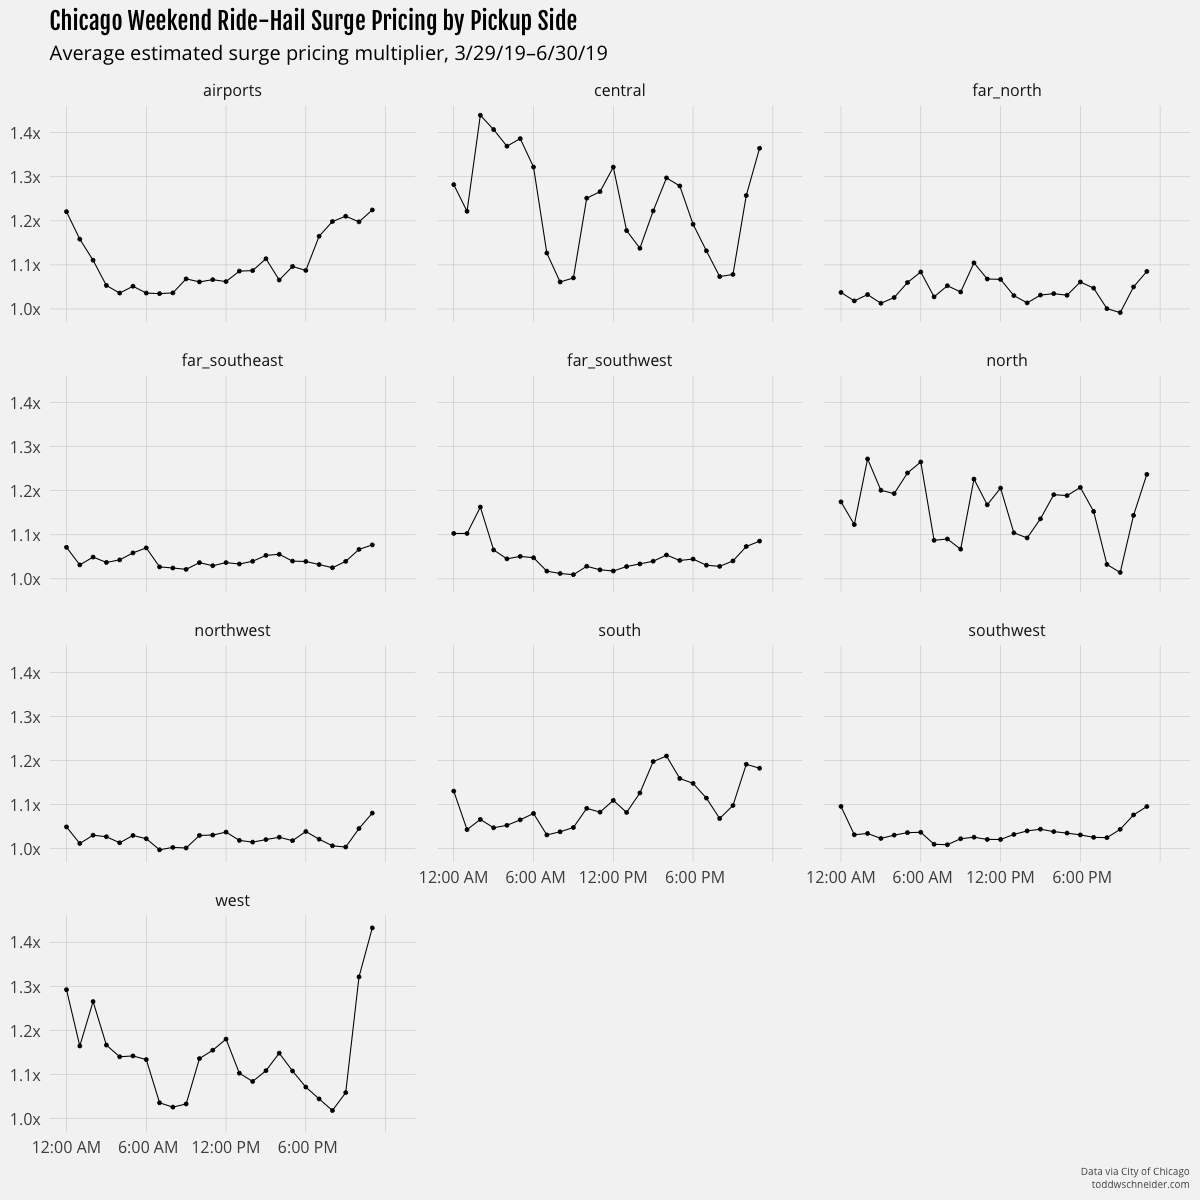 Chicago Weekend Ride-Hail Surge Pricing by Pickup Side
Average estimated surge pricing multiplier, 3/29/19–6/30/19
airports
central
far_north
1.4x
1.3x
1.2x
1.1x
1.0x
far_southeast
far_southwest
north
1.4x
1.3x
1.2x
1.1x
1.0x
northwest
south
southwest
1.4x
1.3x
1.2x
1.1x
1.0x
12:00 AM 6:00 AM 12:00 PM 6:00 PM
12:00 AM 6:00 AM 12:00 PM 6:00 PM
west
1.4x
1.3x
1.2x
1.1x
1.0x
12:00 AM 6:00 AM 12:00 PM 6:00 PM
Data via City of Chicago
toddwschneider.com